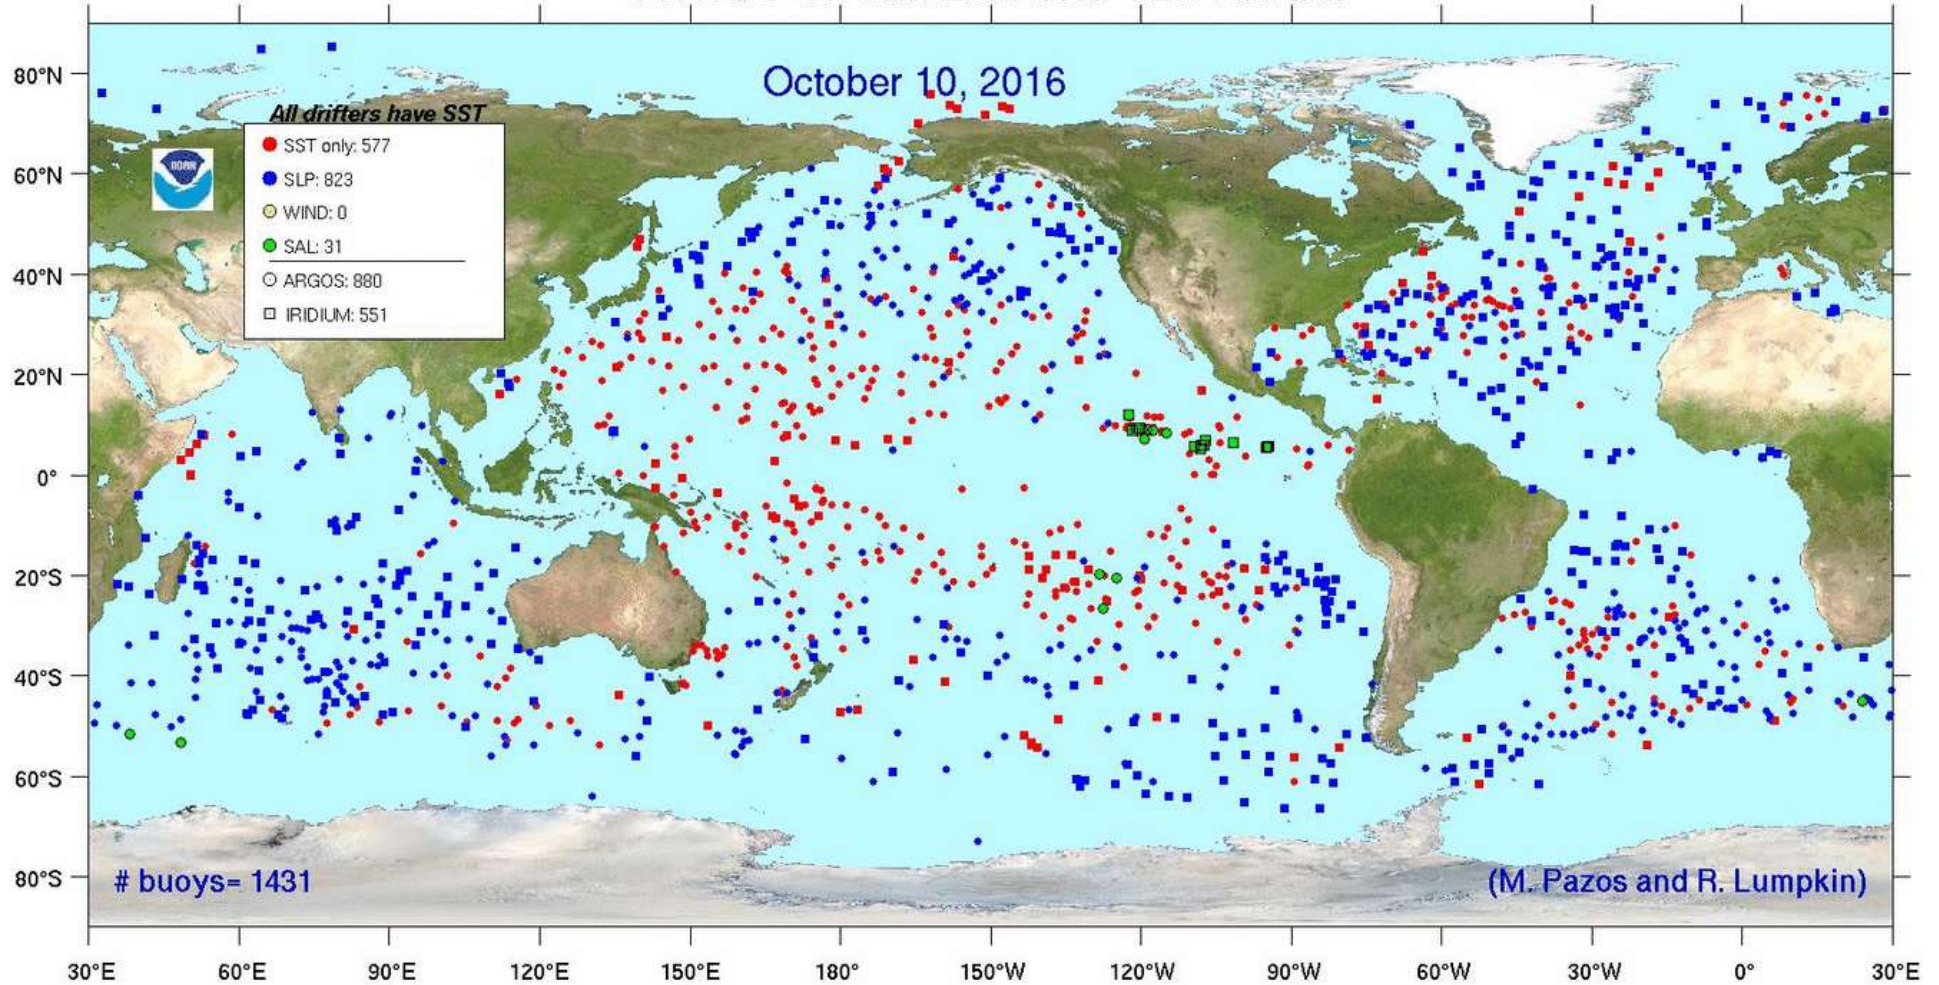 October 10, 2016
All drifters have SST
SST only: 577
SLP: 823
WIND: 0
SAL: 31
ARGOS: 880
IRIDIUM: 551
NOAA
80°N
60°N
40°N
20°N
0°
20°S
40°S
60°S
80°S
# buoys= 1431
(M. Pazos and R. Lumpkin)
30°E
60°E
90°E
120°E
150°E
180°
150°W
120°W
90°W
60°W
30°W
0°
30°E